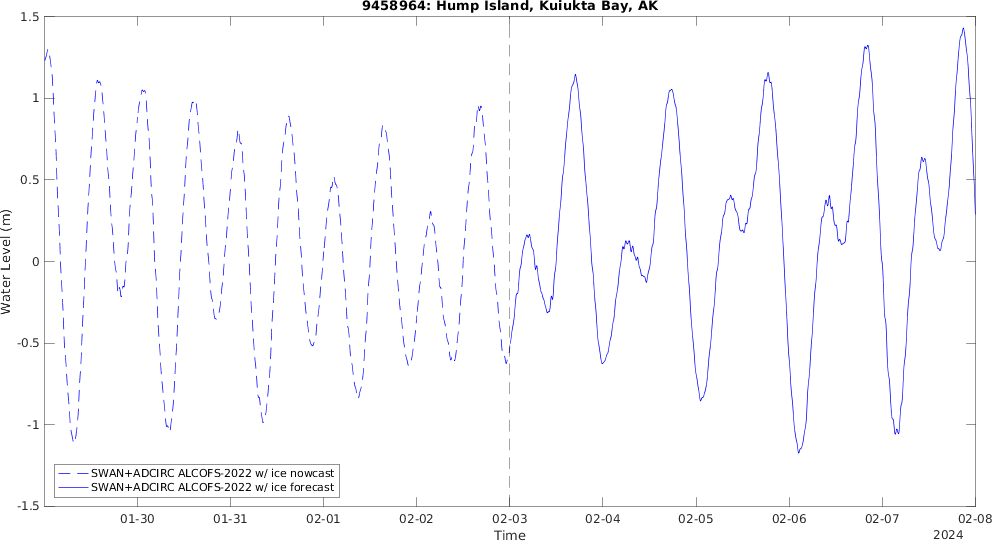 9458964: Hump Island, Kuiukta Bay, AK
1.5
1
0.5
0
-0.5
-1
-1.5
Water Level (m)
SWAN+ADCIRC ALCOFS-2022 w/ ice nowcast
SWAN+ADCIRC ALCOFS-2022 w/ ice forecast
01-30 01-31 02-01 02-02 02-03 02-04 02-05 02-06 02-07 02-08
Time
2024